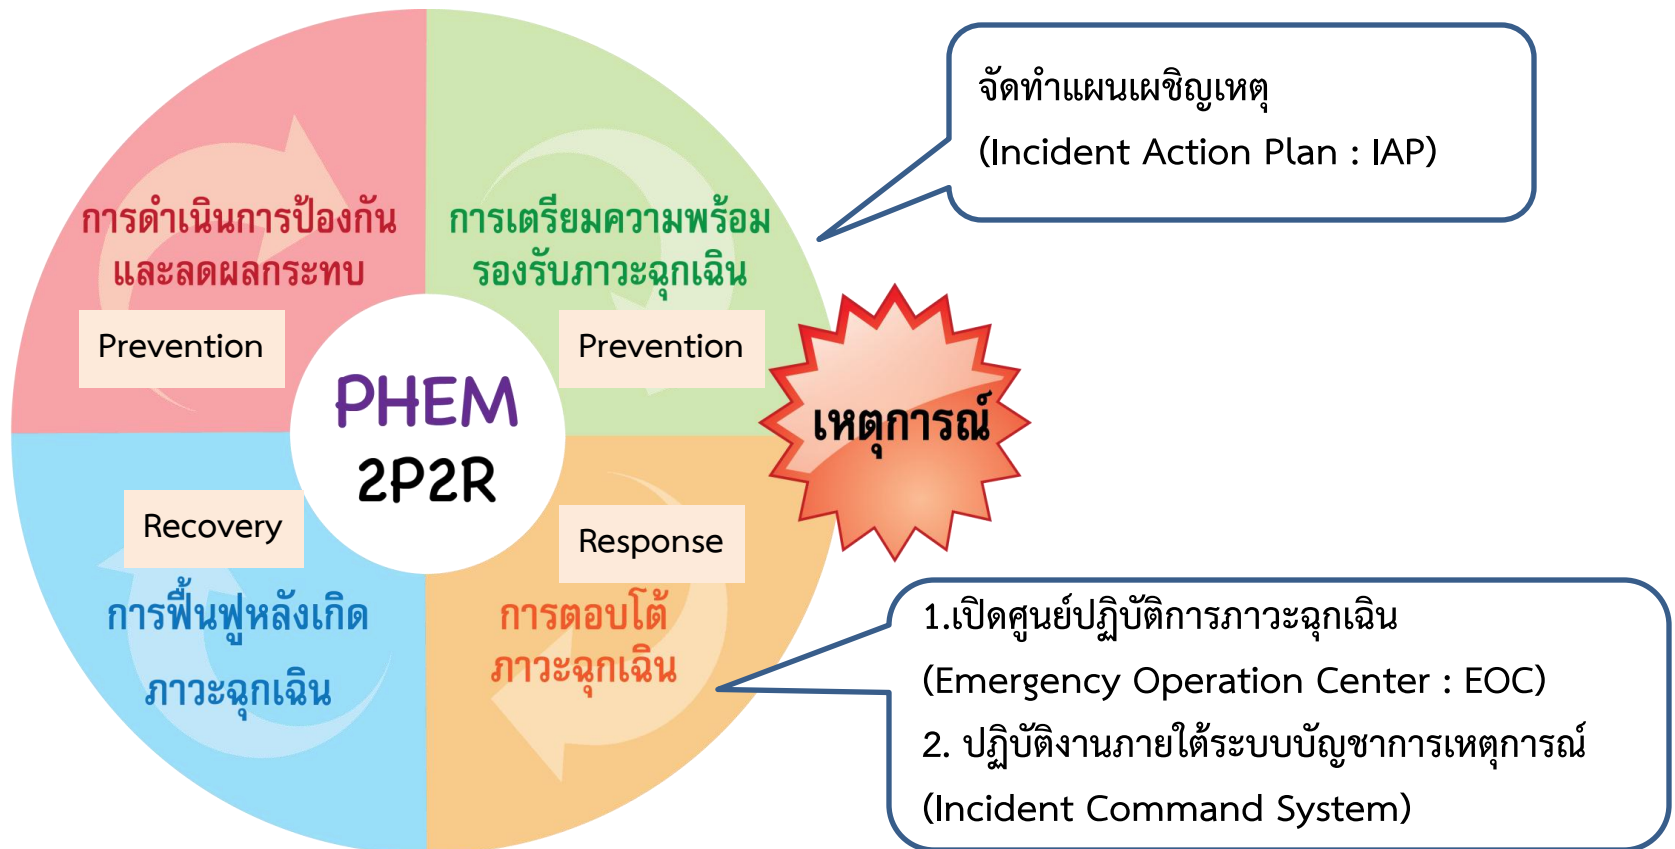 จัดทำแผนเผชิญเหตุ
(Incident Action Plan : IAP)
การดำเนินการป้องกัน
และลดผลกระทบ
Prevention
การเตรียมความพร้อม
รองรับภาวะฉุกเฉิน
Prevention
PHEM
2P2R
เหตุการณ์
Recovery
การฟื้นฟูหลังเกิด
ภาวะฉุกเฉิน
Response
การตอบโต้
ภาวะฉุกเฉิน
1.เปิดศูนย์ปฏิบัติการภาวะฉุกเฉิน
(Emergency Operation Center : EOC)
2. ปฏิบัติงานภายใต้ระบบบัญชาการเหตุการณ์
(Incident Command System)